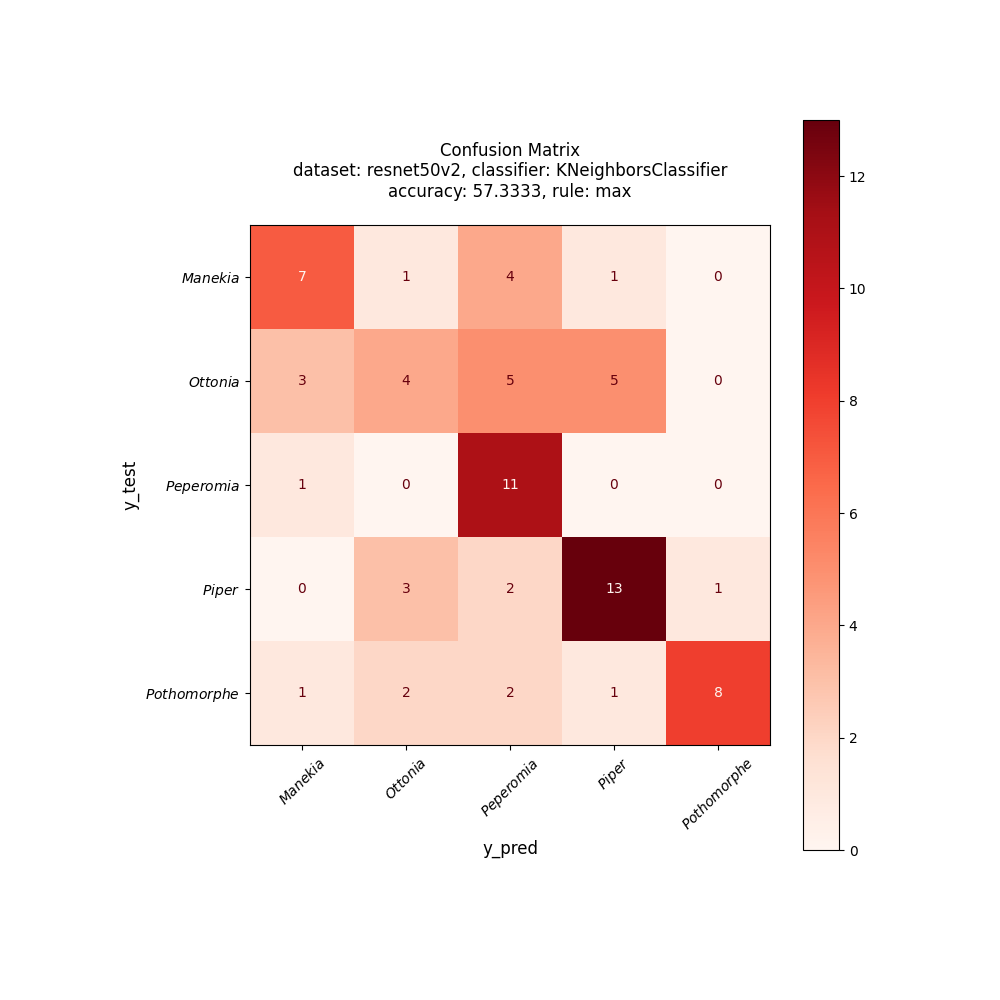 Confusion Matrix
dataset: resnet50v2, classifier: KNeighborsClassifier
accuracy: 57.3333, rule: max
y_test
Manekia 7 1 4 1 0
Ottonia 3 4 5 5 0
Peperomia 1 0 11 0 0
Piper 0 3 2 13 1
Pothomorphe 1 2 2 1 8
Manekia Ottonia Peperomia Piper Pothomorphe
y_pred
12
10
8
6
4
2
0